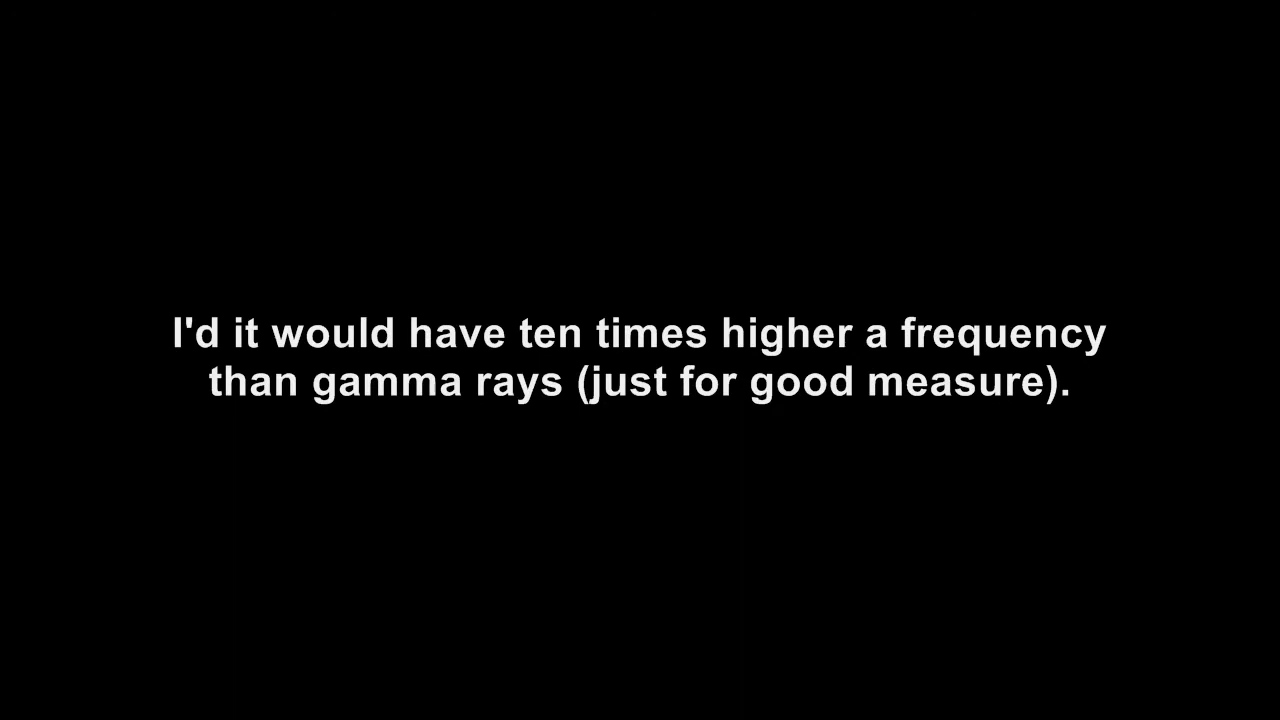 I'd it would have ten times higher a frequency
than gamma rays (just for good measure).